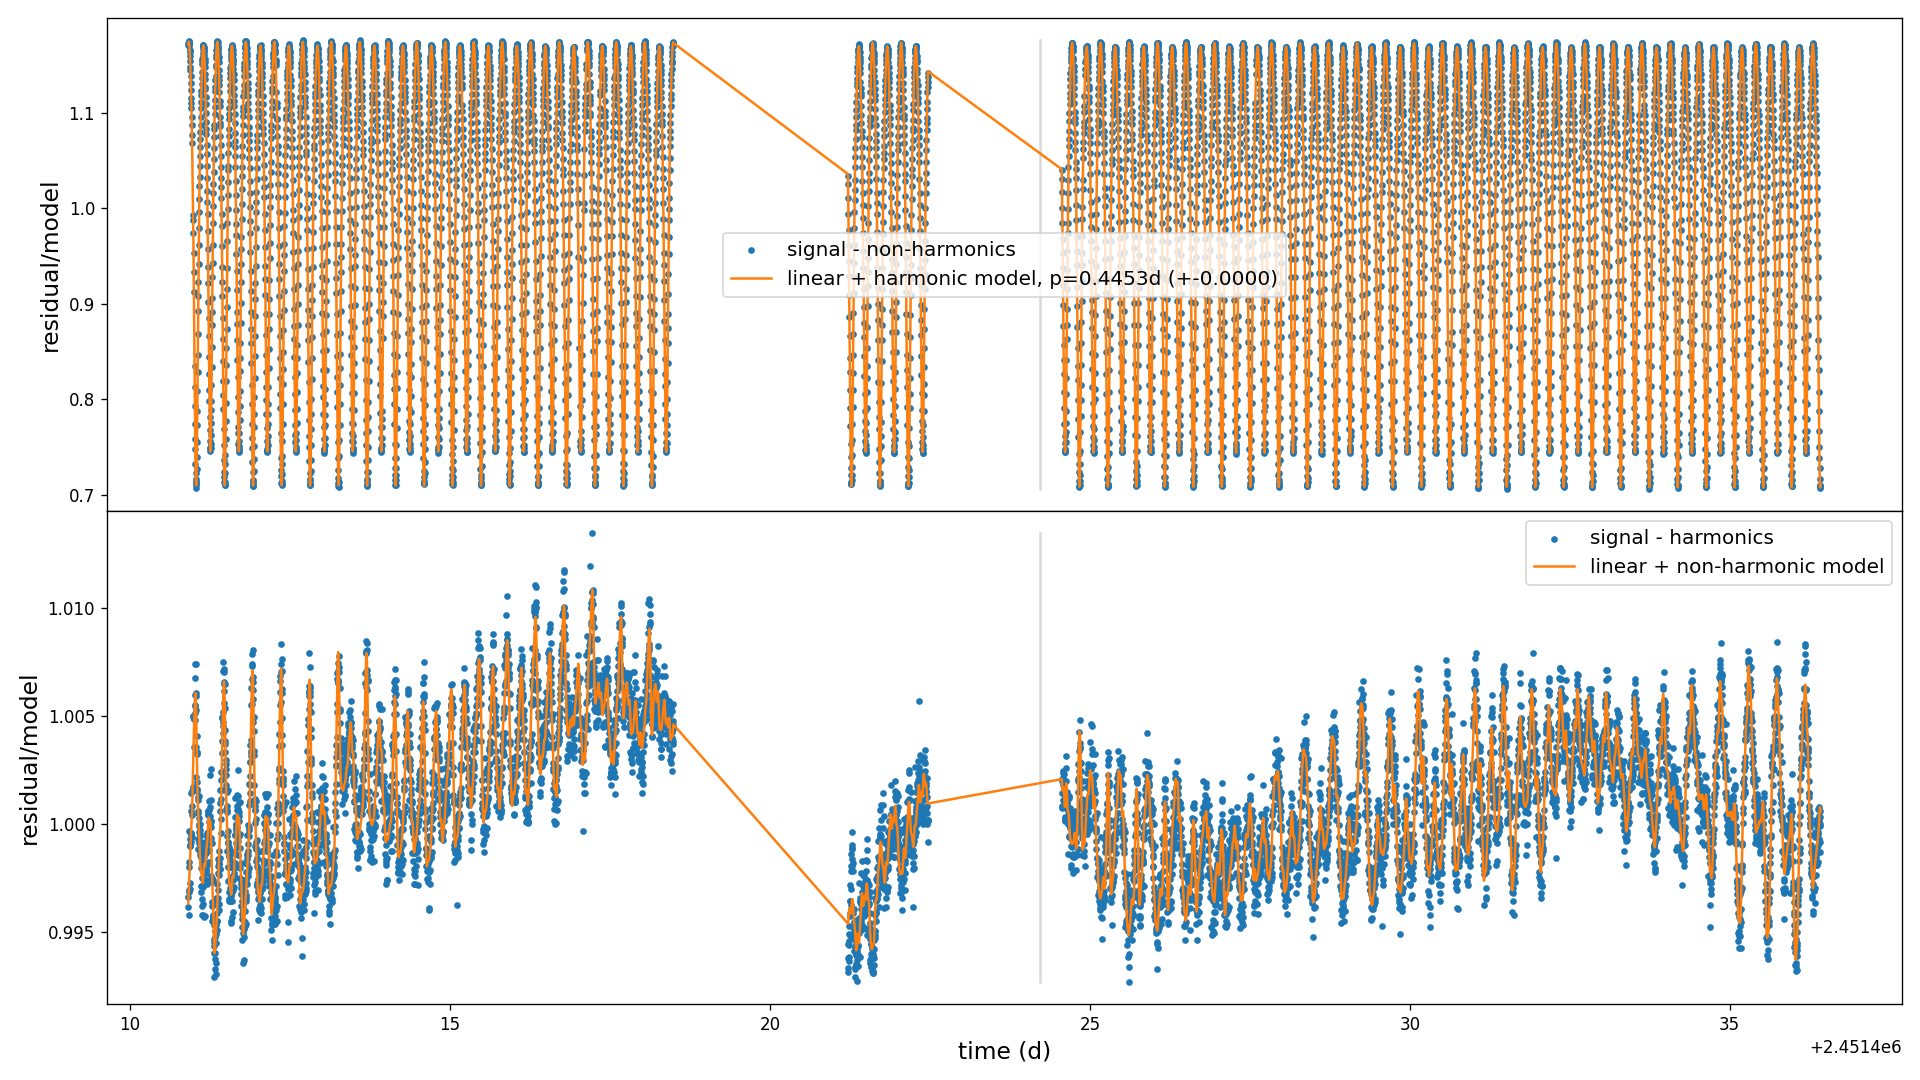 1.1
1.0
0.9
0.8
0.7
residual/model
signal - non-harmonics
linear + harmonic model, p=0.4453d (+-0.0000)
1.010
1.005
1.000
0.995
residual/model
signal - harmonics
linear + non-harmonic model
10 15 20 25 30 35
time (d)
+2.4514e6